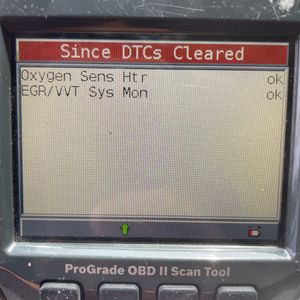 Since DTCs Cleared
Oxygen Sens Htr ok
EGR/VVT Sys Mon ok
ProGrade OBD II Scan Tool